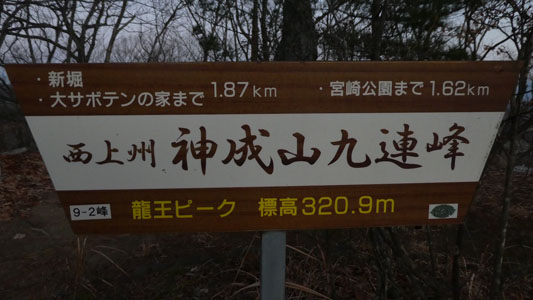 ・新堀
・大サボテンの家まで 1.87km
・宮崎公園まで 1.62km
西上州 神成山九連峰
9-2峰
龍王ピーク 標高320.9m